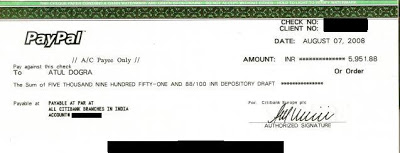 CHECK NO:
CLIENT NO:
PayPal
DATE: AUGUST 07, 2008
// A/C Payee Only //
AMOUNT: INR **************** 5,951.88
Pay against this check
To ATUL DOGRA Or Order
The Sum of FIVE THOUSAND NINE HUNDRED FIFTY-ONE AND 88/100 INR DEPOSITORY DRAFT ****************
Payable at PAYABLE AT PAR AT
ALL CITIBANK BRANCHES IN INDIA
ACCOUNT#
For Citibank
AUTHORIZED SIGNATURE